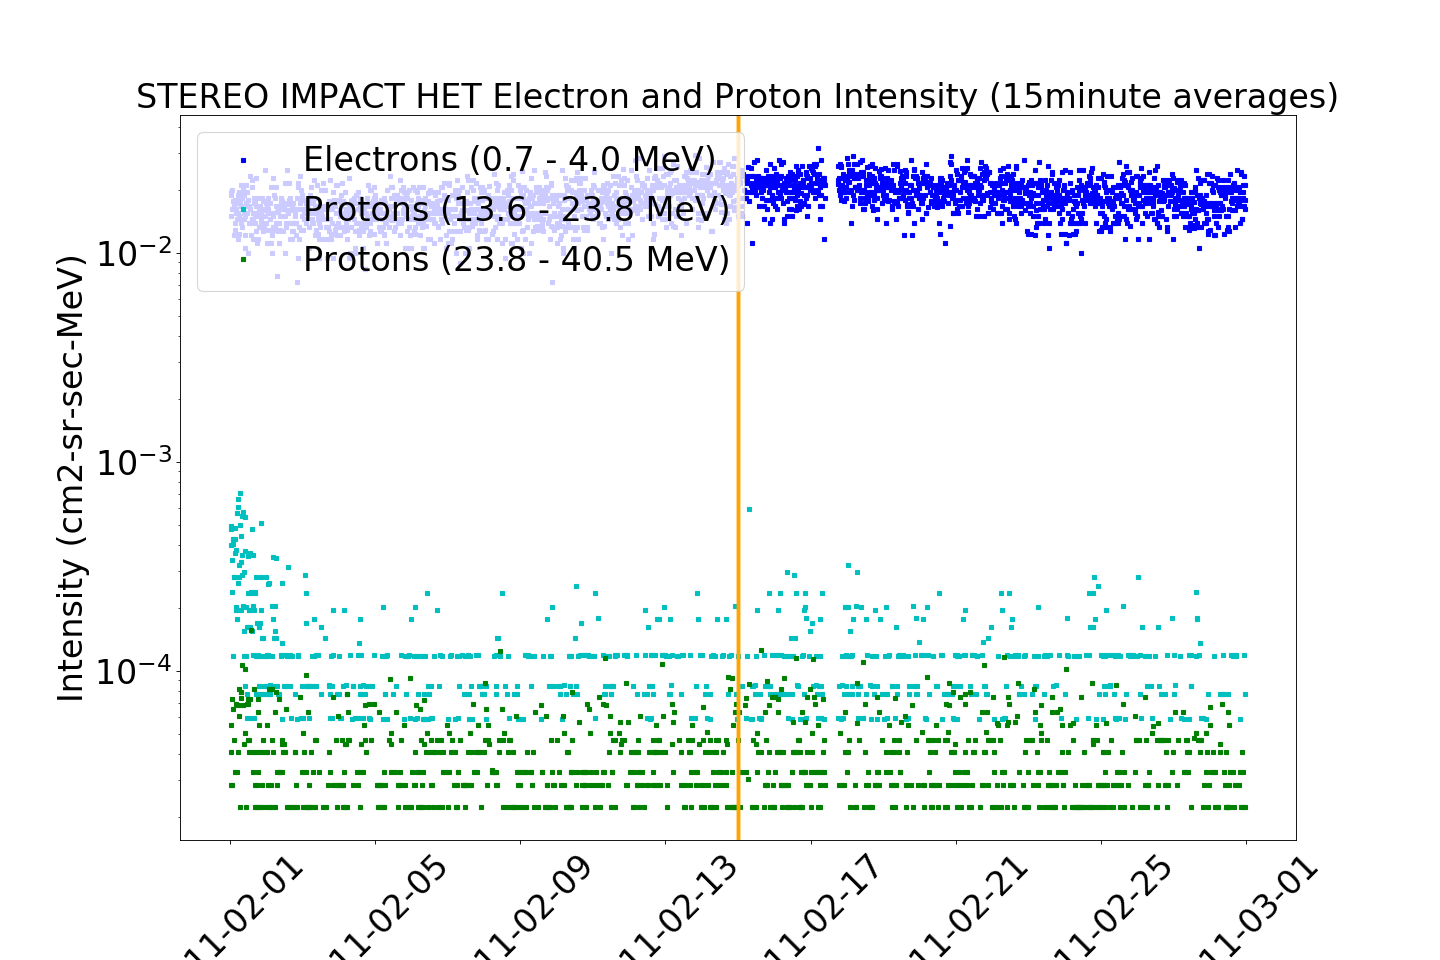 STEREO IMPACT HET Electron and Proton Intensity (15minute averages)
Electrons (0.7 - 4.0 MeV)
Protons (13.6 - 23.8 MeV)
Protons (23.8 - 40.5 MeV)
Intensity (cm2-sr-sec-MeV)
10⁻²
10⁻³
10⁻⁴
11-02-01
11-02-05
11-02-09
11-02-13
11-02-17
11-02-21
11-02-25
11-03-01